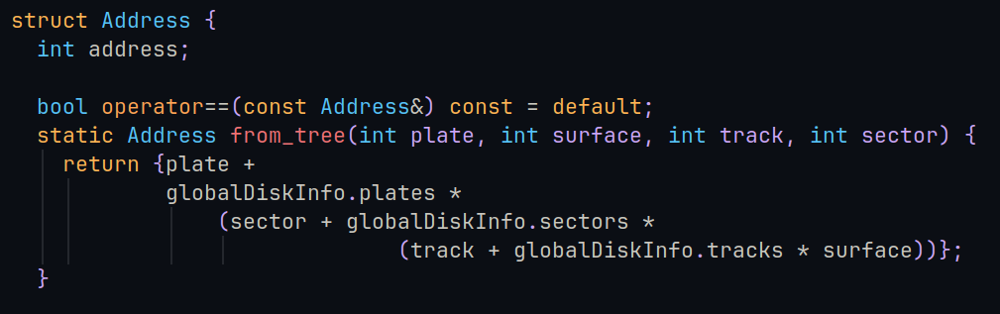 struct Address {
  int address;

  bool operator==(const Address&) const = default;
  static Address from_tree(int plate, int surface, int track, int sector) {
    return {plate +
            globalDiskInfo.plates *
                (sector + globalDiskInfo.sectors *
                              (track + globalDiskInfo.tracks * surface))};
  }